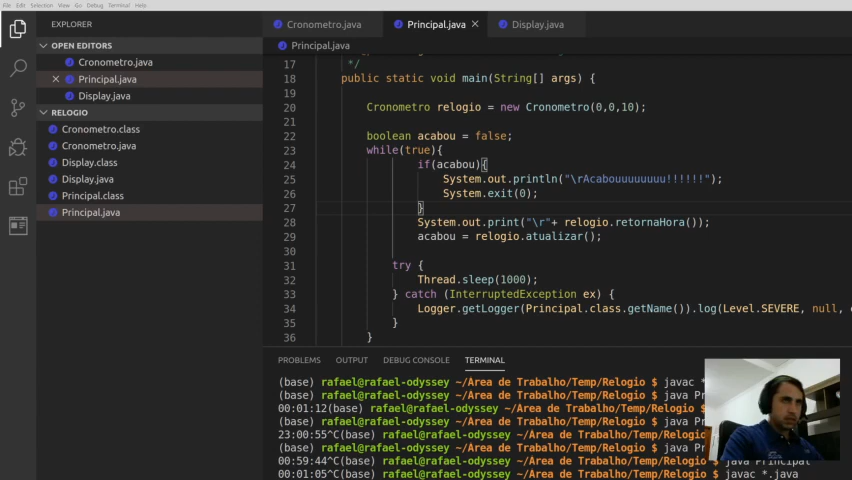 File Edit Selection View Go Debug Terminal Help
EXPLORER
OPEN EDITORS
Cronometro.java
Principal.java
Display.java
RELOGIO
Cronometro.class
Cronometro.java
Display.class
Display.java
Principal.class
Principal.java
Cronometro.java Principal.java Display.java
Principal.java
17 */
18 public static void main(String[] args) {
19
20 Cronometro relogio = new Cronometro(0,0,10);
21
22 boolean acabou = false;
23 while(true){
24 if(acabou){
25 System.out.println("\rAcabouuuuuuuu!!!!!!");
26 System.exit(0);
27 }
28 System.out.print("\r"+ relogio.retornaHora());
29 acabou = relogio.atualizar();
30
31 try {
32 Thread.sleep(1000);
33 } catch (InterruptedException ex) {
34 Logger.getLogger(Principal.class.getName()).log(Level.SEVERE, null,
35 }
36 }
PROBLEMS OUTPUT DEBUG CONSOLE TERMINAL
(base) rafael@rafael-odyssey ~/Area de Trabalho/Temp/Relogio $ javac
(base) rafael@rafael-odyssey ~/Area de Trabalho/Temp/Relogio $ java
00:01:12(base) rafael@rafael-odyssey ~/Area de Trabalho/Temp/Relogio
(base) rafael@rafael-odyssey ~/Area de Trabalho/Temp/Relogio $ java
23:00:55^C(base) rafael@rafael-odyssey ~/Area de Trabalho/Temp/Relogio
(base) rafael@rafael-odyssey ~/Area de Trabalho/Temp/Relogio $ java
00:59:44^C(base) rafael@rafael-odyssey ~/Area de Trabalho/Temp/Relogio $ java Principal
00:01:05^C(base) rafael@rafael-odyssey ~/Area de Trabalho/Temp/Relogio $ javac *.java